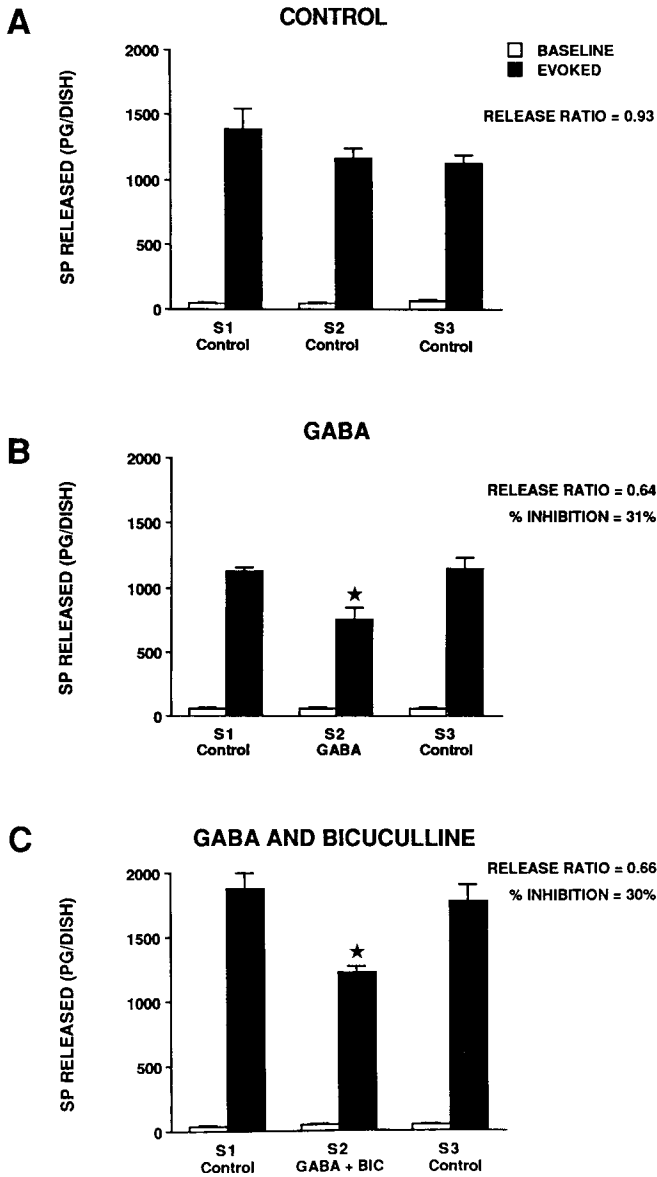 A
CONTROL
BASELINE
EVOKED
RELEASE RATIO = 0.93
SP RELEASED (PG/DISH)
2000
1500
1000
500
0
S1
Control
S2
Control
S3
Control
B
GABA
RELEASE RATIO = 0.64
% INHIBITION = 31%
SP RELEASED (PG/DISH)
2000
1500
1000
500
0
S1
Control
S2
GABA
S3
Control
C
GABA AND BICUCULLINE
RELEASE RATIO = 0.66
% INHIBITION = 30%
SP RELEASED (PG/DISH)
2000
1500
1000
500
0
S1
Control
S2
GABA + BIC
S3
Control